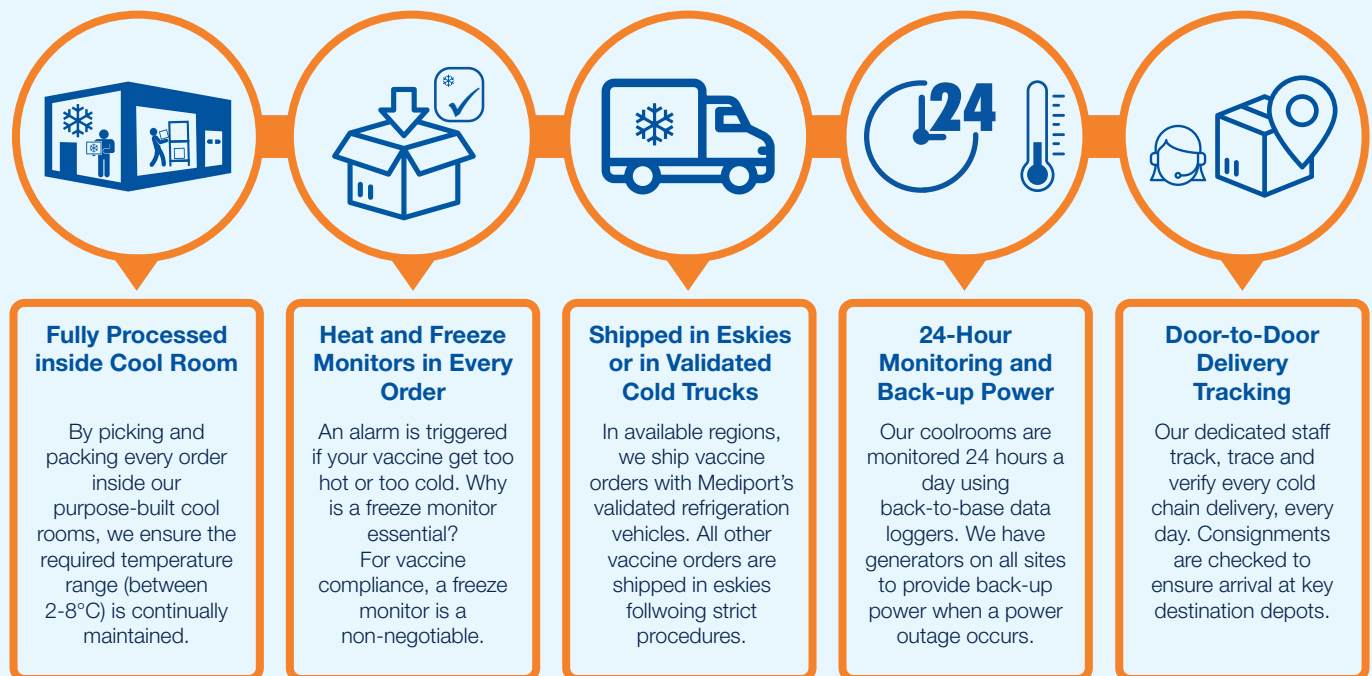 24
Fully Processed
inside Cool Room
By picking and
packing every order
inside our
purpose-built cool
rooms, we ensure the
required temperature
range (between
2-8°C) is continually
maintained.
Heat and Freeze
Monitors in Every
Order
An alarm is triggered
if your vaccine get too
hot or too cold. Why
is a freeze monitor
essential?
For vaccine
compliance, a freeze
monitor is a
non-negotiable.
Shipped in Eskies
or in Validated
Cold Trucks
In available regions,
we ship vaccine
orders with Mediport’s
validated refrigeration
vehicles. All other
vaccine orders are
shipped in eskies
follwoing strict
procedures.
24-Hour
Monitoring and
Back-up Power
Our coolrooms are
monitored 24 hours a
day using
back-to-base data
loggers. We have
generators on all sites
to provide back-up
power when a power
outage occurs.
Door-to-Door
Delivery
Tracking
Our dedicated staff
track, trace and
verify every cold
chain delivery, every
day. Consignments
are checked to
ensure arrival at key
destination depots.